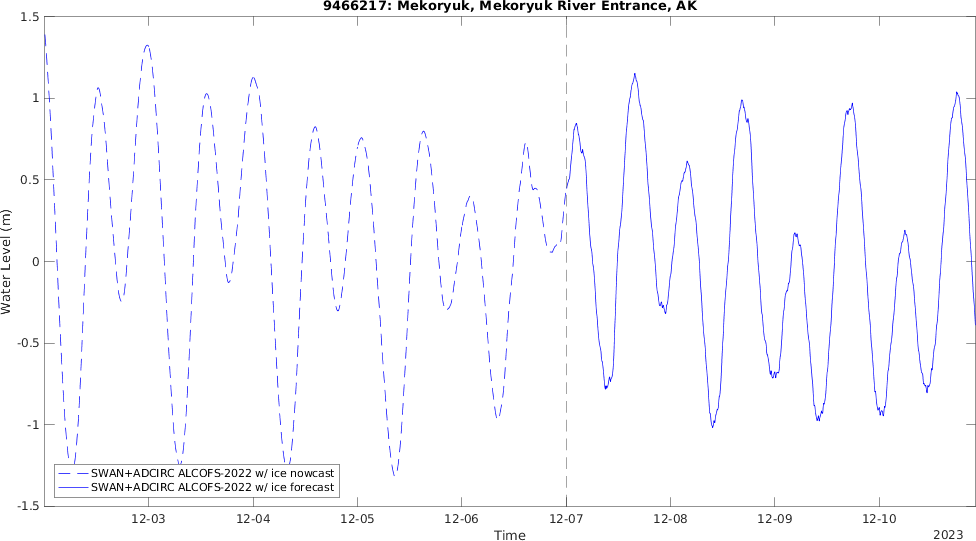 9466217: Mekoryuk, Mekoryuk River Entrance, AK
1.5
1
0.5
0
-0.5
-1
-1.5
Water Level (m)
SWAN+ADCIRC ALCOFS-2022 w/ ice nowcast
SWAN+ADCIRC ALCOFS-2022 w/ ice forecast
12-03 12-04 12-05 12-06 12-07 12-08 12-09 12-10
Time
2023